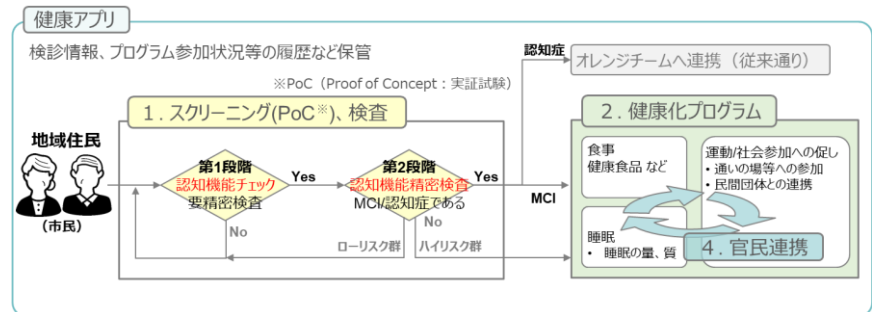 健康アプリ
検診情報、プログラム参加状況等の履歴など保管
※PoC（Proof of Concept：実証試験）
認知症
オレンジチームへ連携（従来通り）
1．スクリーニング(PoC※)、検査
2．健康化プログラム
地域住民
(市民)
第1段階
認知機能チェック
要精密検査
Yes
No
第2段階
認知機能精密検査
MCI/認知症である
Yes
No
ローリスク群
ハイリスク群
MCI
食事
健康食品 など
運動/社会参加への促し
• 通いの場等への参加
• 民間団体との連携
睡眠
• 睡眠の量、質
4．官民連携